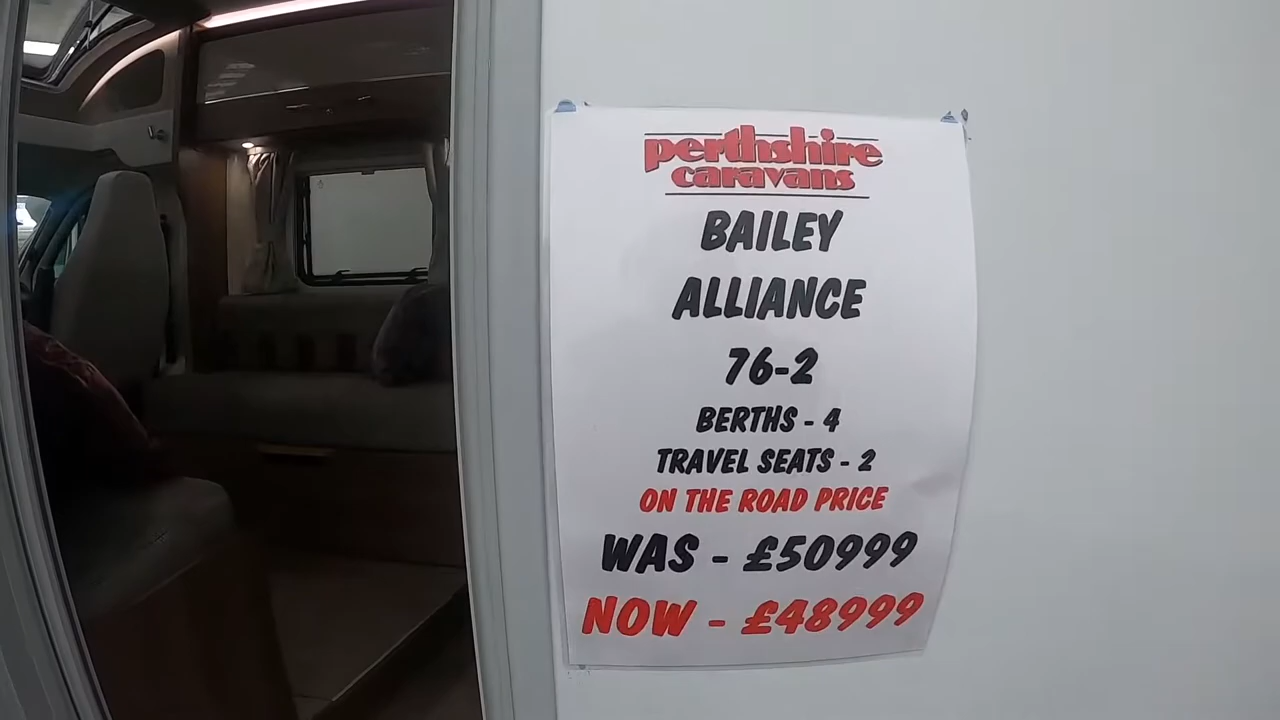 perthshire
caravans
BAILEY
ALLIANCE
76-2
BERTHS - 4
TRAVEL SEATS - 2
ON THE ROAD PRICE
WAS - £50999
NOW - £48999